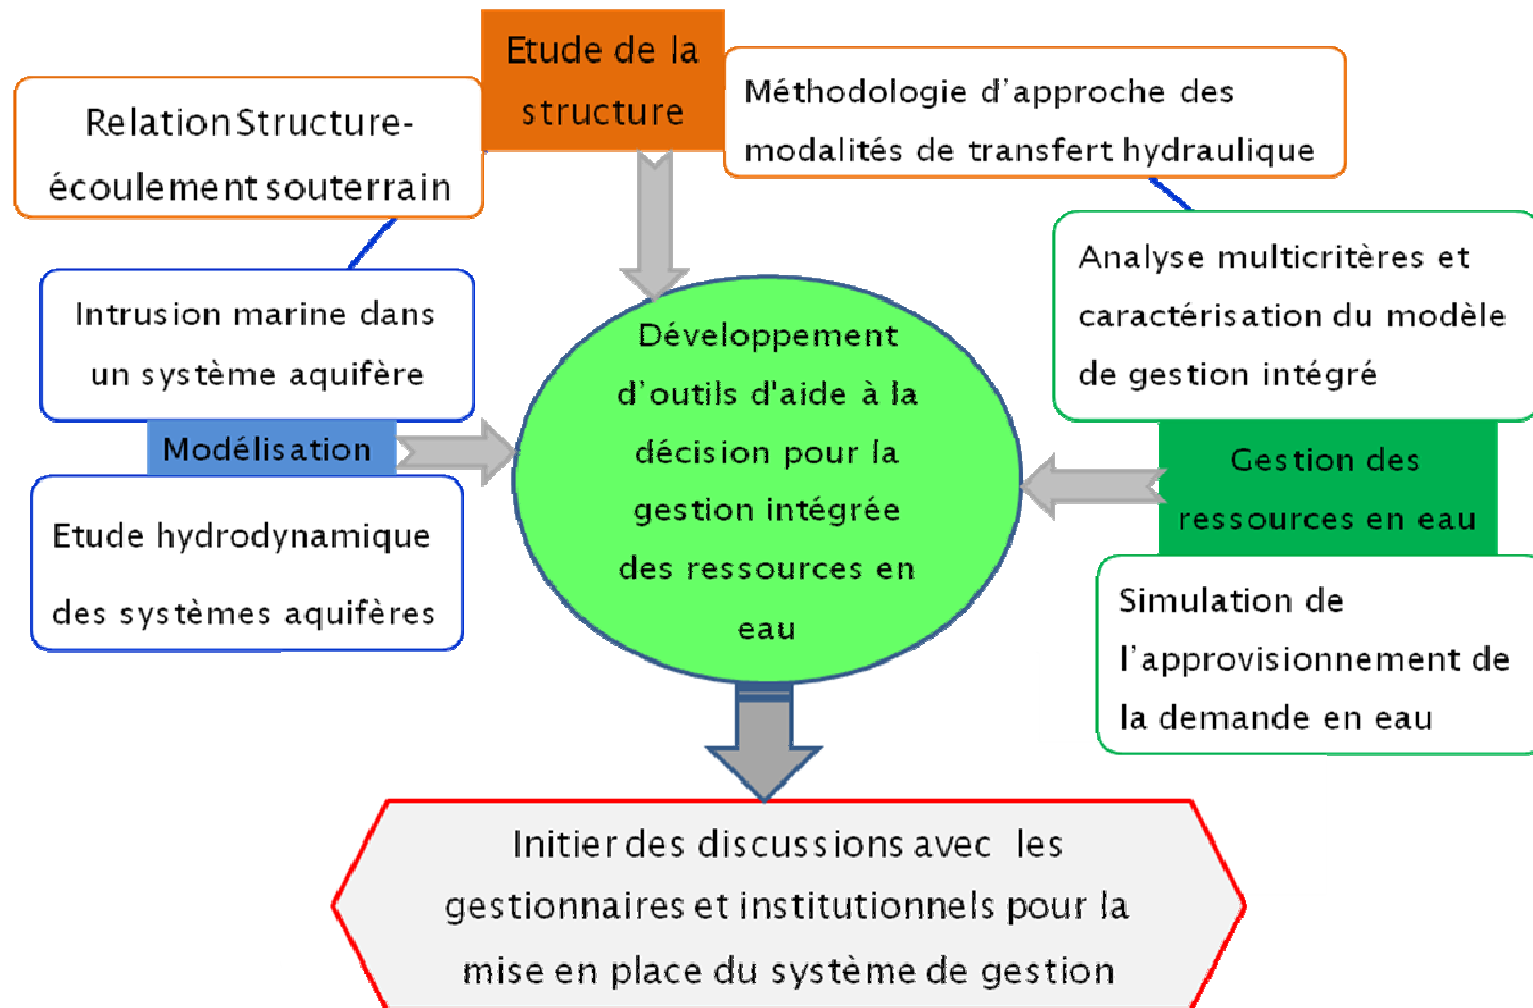 Etude de la
structure
Relation Structure-
écoulement souterrain
Méthodologie d’approche des
modalités de transfert hydraulique
Intrusion marine dans
un système aquifère
Modélisation
Etude hydrodynamique
des systèmes aquifères
Développement
d’outils d'aide à la
décision pour la
gestion intégrée
des ressources en
eau
Analyse multicritères et
caractérisation du modèle
de gestion intégré
Gestion des
ressources en eau
Simulation de
l’approvisionnement de
la demande en eau
Initier des discussions avec les
gestionnaires et institutionnels pour la
mise en place du système de gestion